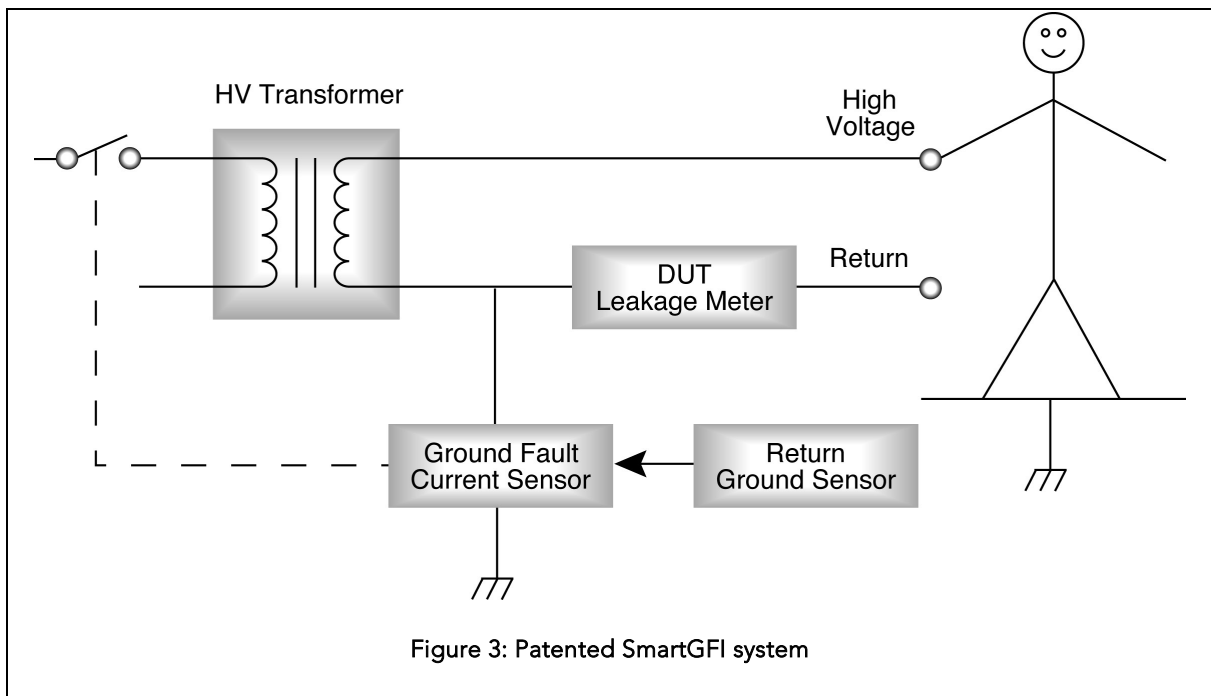 HV Transformer
High
Voltage
DUT
Leakage Meter
Return
Ground Fault
Current Sensor
Return
Ground Sensor
Figure 3: Patented SmartGFI system